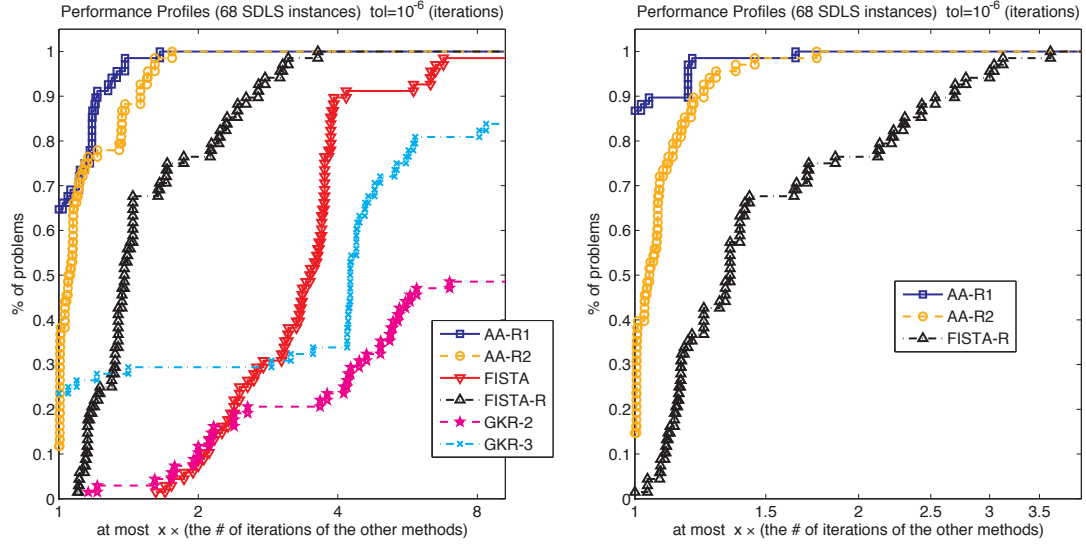 Performance Profiles (68 SDLS instances) tol=10⁻⁶ (iterations)
% of problems
1
0.9
0.8
0.7
0.6
0.5
0.4
0.3
0.2
0.1
0
AA-R1
AA-R2
FISTA
FISTA-R
GKR-2
GKR-3
1 2 4 8
at most x × (the # of iterations of the other methods)
Performance Profiles (68 SDLS instances) tol=10⁻⁶ (iterations)
% of problems
1
0.9
0.8
0.7
0.6
0.5
0.4
0.3
0.2
0.1
0
AA-R1
AA-R2
FISTA-R
1 1.5 2 2.5 3 3.5
at most x × (the # of iterations of the other methods)